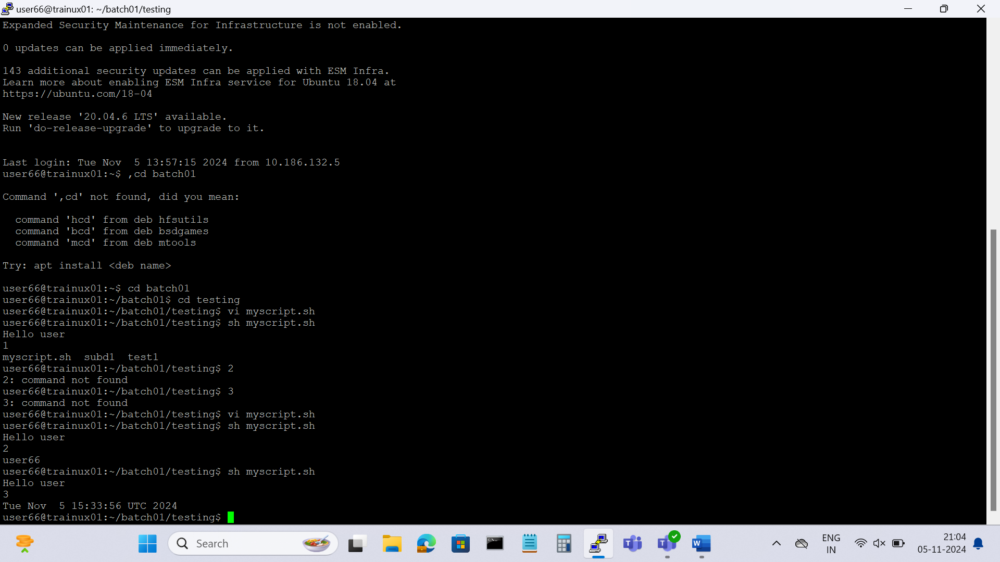 user66@trainux01: ~/batch01/testing
Expanded Security Maintenance for Infrastructure is not enabled.
0 updates can be applied immediately.
143 additional security updates can be applied with ESM Infra.
Learn more about enabling ESM Infra service for Ubuntu 18.04 at
https://ubuntu.com/18-04
New release '20.04.6 LTS' available.
Run 'do-release-upgrade' to upgrade to it.
Last login: Tue Nov  5 13:57:15 2024 from 10.186.132.5
user66@trainux01:~$ ,cd batch01
Command ',cd' not found, did you mean:
  command 'hcd' from deb hfsutils
  command 'bcd' from deb bsdgames
  command 'mcd' from deb mtools
Try: apt install <deb name>
user66@trainux01:~$ cd batch01
user66@trainux01:~/batch01$ cd testing
user66@trainux01:~/batch01/testing$ vi myscript.sh
user66@trainux01:~/batch01/testing$ sh myscript.sh
Hello user
1
myscript.sh  subd1  test1
user66@trainux01:~/batch01/testing$ 2
2: command not found
user66@trainux01:~/batch01/testing$ 3
3: command not found
user66@trainux01:~/batch01/testing$ vi myscript.sh
user66@trainux01:~/batch01/testing$ sh myscript.sh
Hello user
2
user66
user66@trainux01:~/batch01/testing$ sh myscript.sh
Hello user
3
Tue Nov  5 15:33:56 UTC 2024
user66@trainux01:~/batch01/testing$
Search
ENG
IN
21:04
05-11-2024